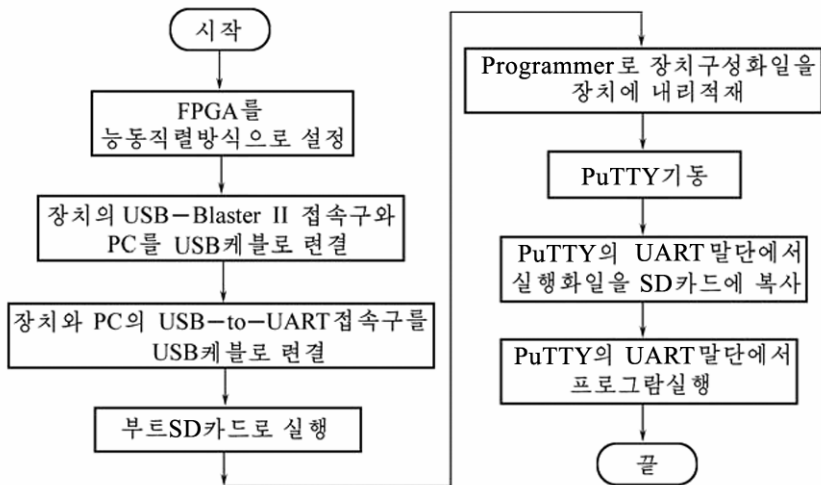 시작
FPGA를
능동직렬방식으로 설정
장치의 USB－Blaster Ⅱ 접속구와
PC를 USB케블로 련결
장치와 PC의 USB－to－UART접속구를
USB케블로 련결
부트SD카드로 실행
Programmer로 장치구성화일을
장치에 내리적재
PuTTY기동
PuTTY의 UART말단에서
실행화일을 SD카드에 복사
PuTTY의 UART말단에서
프로그람실행
끝